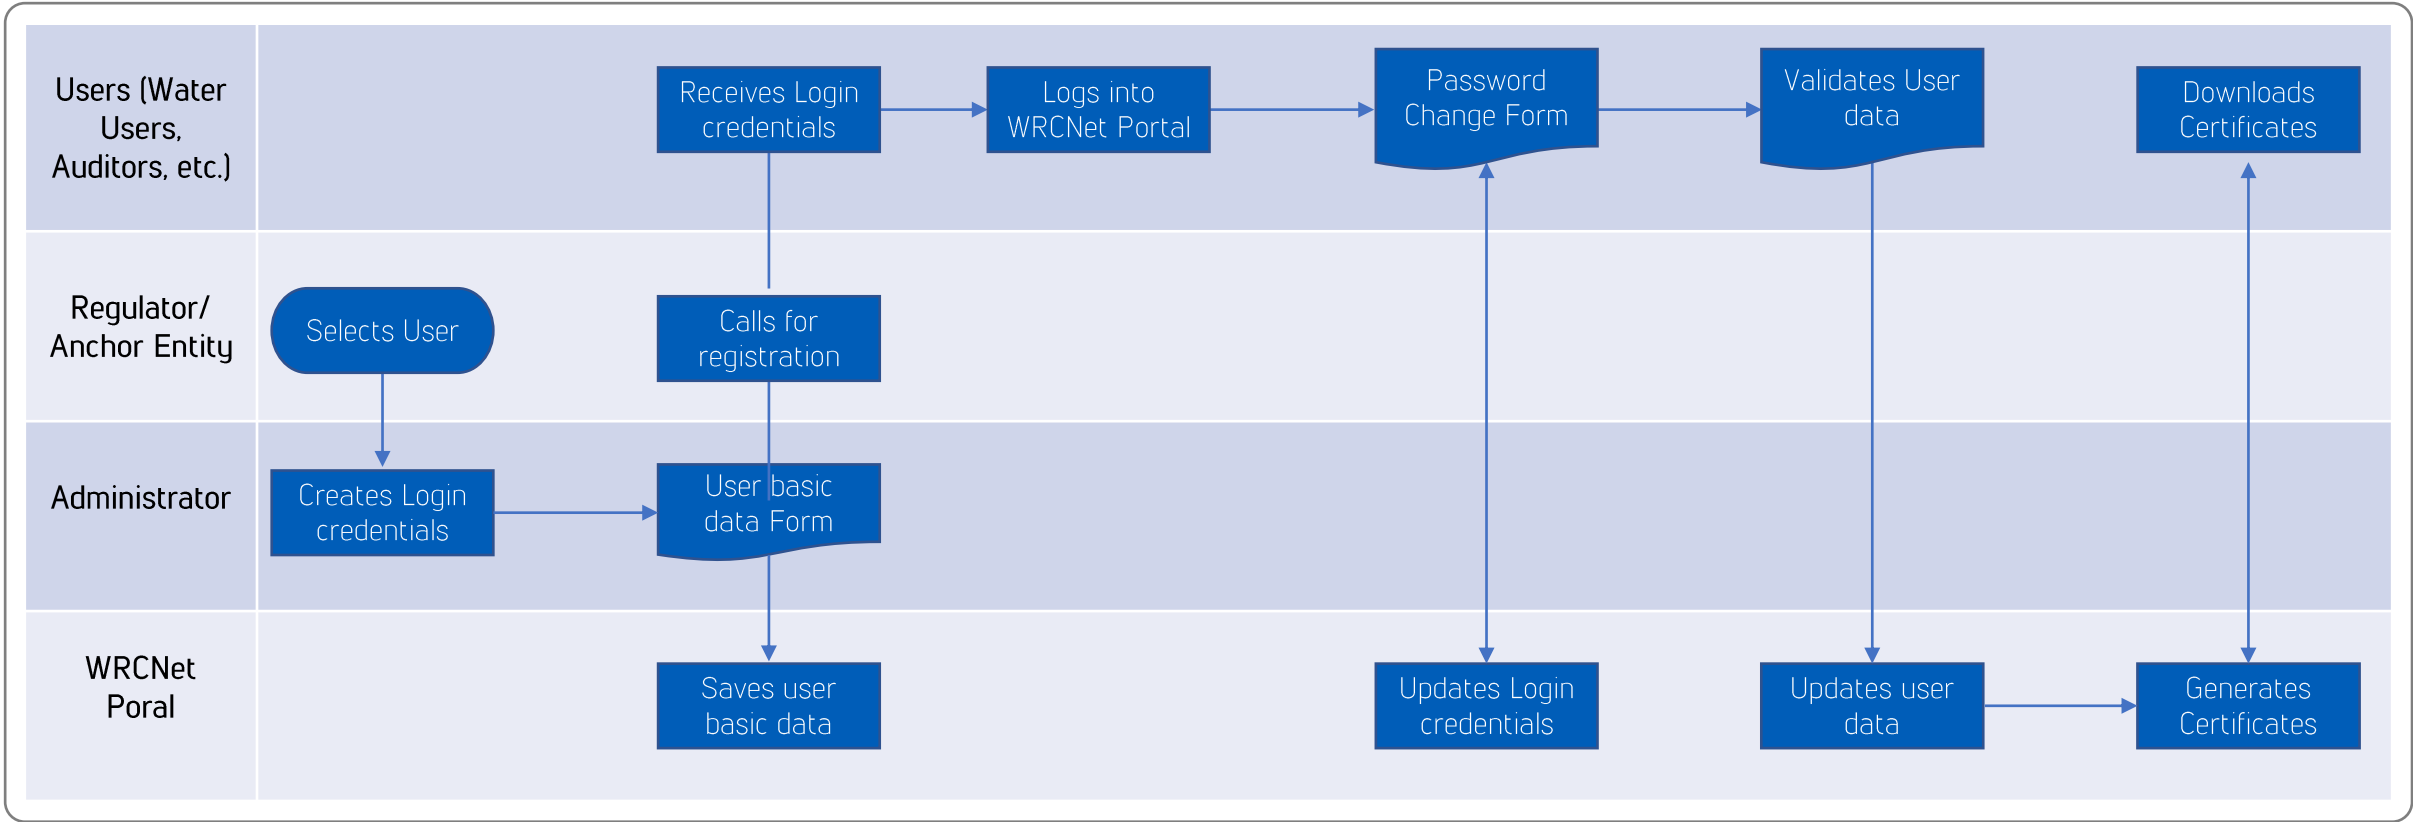 Users (Water
Users,
Auditors, etc.)
Receives Login
credentials
Logs into
WRCNet Portal
Password
Change Form
Validates User
data
Downloads
Certificates
Regulator/
Anchor Entity
Selects User
Calls for
registration
Administrator
Creates Login
credentials
User basic
data Form
WRCNet
Poral
Saves user
basic data
Updates Login
credentials
Updates user
data
Generates
Certificates